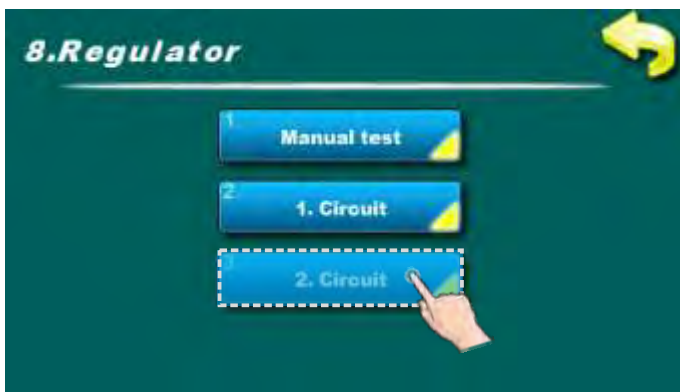 8.Regulator
1
Manual test
2
1. Circuit
3
2. Circuit